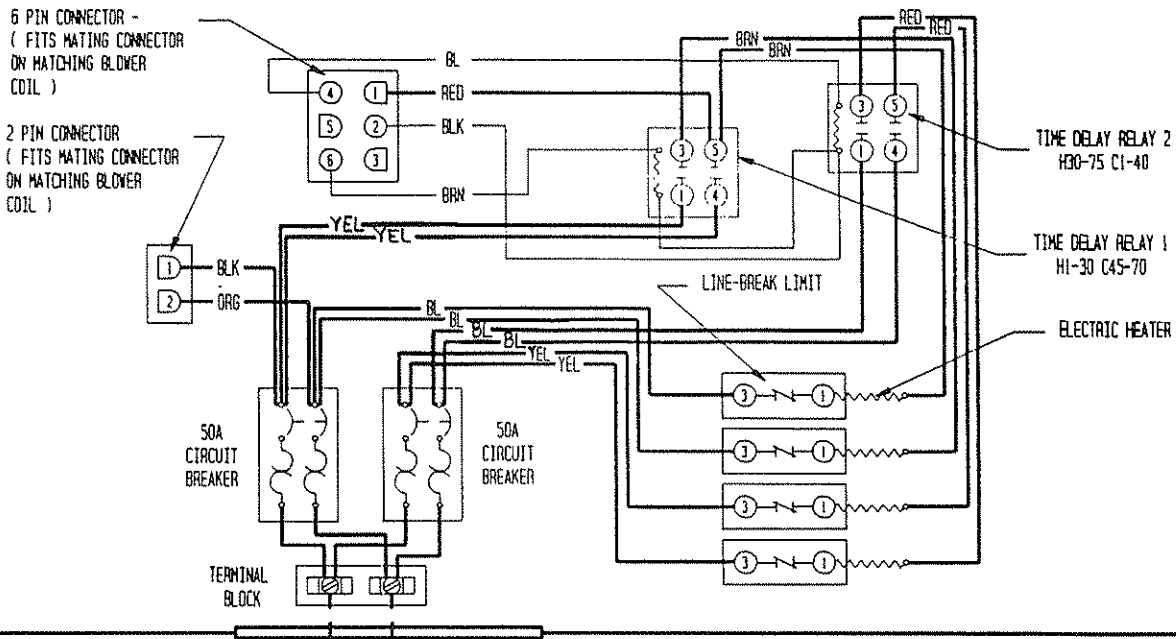 6 PIN CONNECTOR -
( FITS MATING CONNECTOR
ON MATCHING BLOWER
COIL )
2 PIN CONNECTOR
( FITS MATING CONNECTOR
ON MATCHING BLOWER
COIL )
BL
RED
BLK
BRN
4
1
5
2
6
3
BRN
BRN
RED
RED
3
5
1
4
3
5
1
4
TIME DELAY RELAY 2
H30-75 C1-40
TIME DELAY RELAY 1
H1-30 C45-70
YEL
YEL
1
BLK
2
ORG
LINE-BREAK LIMIT
ELECTRIC HEATER
BL
BL
BL
BL
YEL
YEL
50A
CIRCUIT
BREAKER
50A
CIRCUIT
BREAKER
3
1
3
1
3
1
3
1
TERMINAL
BLOCK